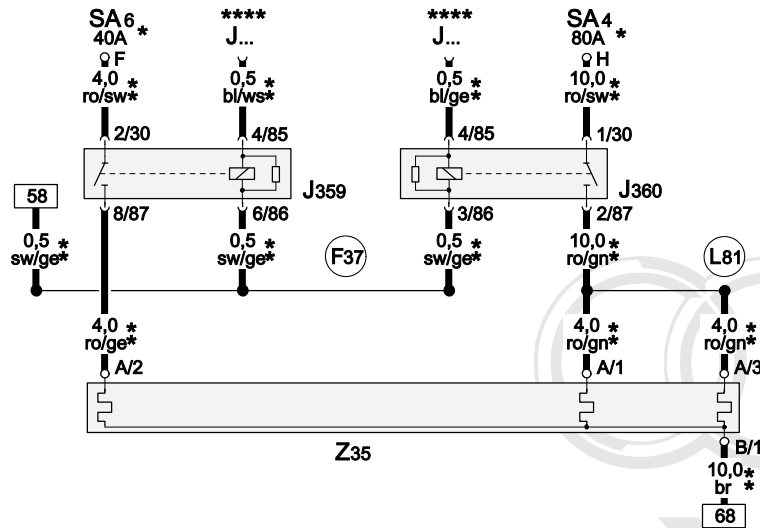 SA6 **** **** SA4
40A * J... J... 80A *
F H
4,0 0,5 0,5 10,0
ro/sw** bl/ws** bl/ge** ro/sw**
2/30 4/85 4/85 1/30
J359 J360
58 8/87 6/86 3/86 2/87
0,5 0,5 0,5 10,0
sw/ge** sw/ge** F37 sw/ge** ro/gn** L81
4,0 4,0 4,0
ro/ge** ro/gn** ro/gn**
A/2 A/1 A/3
Z35 B/1
10,0
br **
68